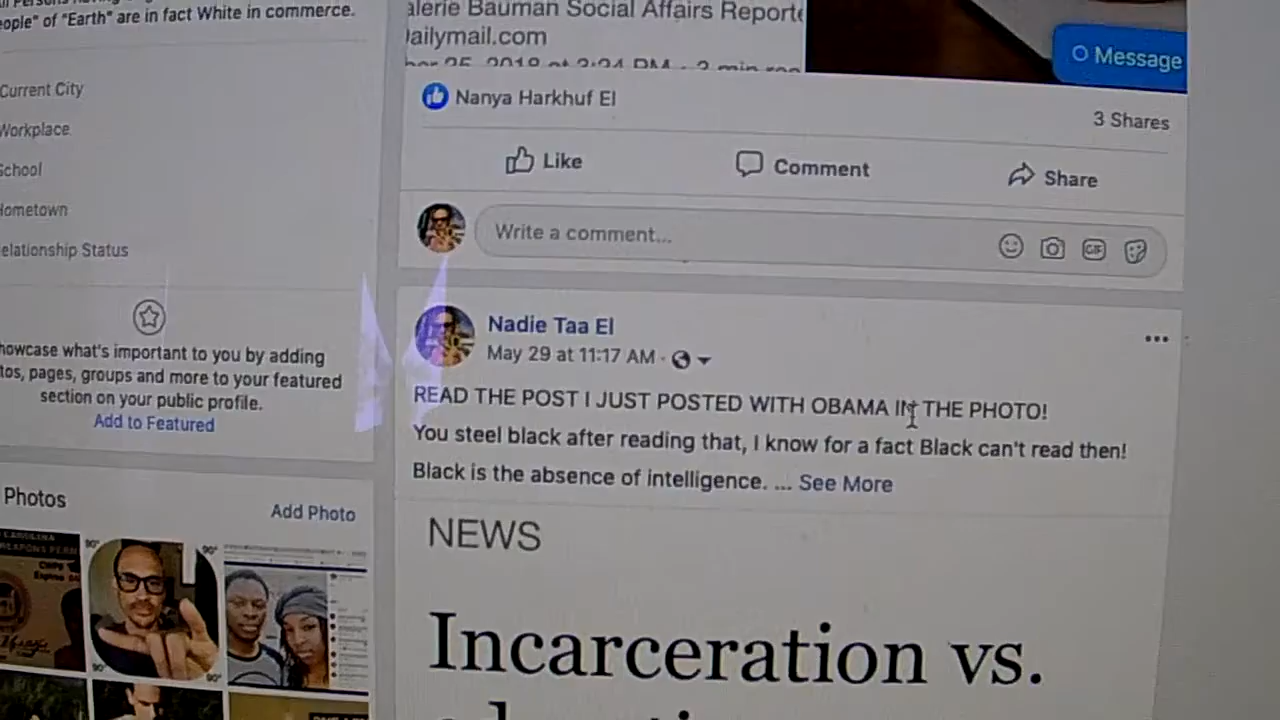 eople" of "Earth" are in fact White in commerce.
Current City
Workplace
School
Hometown
elationship Status
howcase what's important to you by adding
tos, pages, groups and more to your featured
section on your public profile.
Add to Featured
Photos
Add Photo
alerie Bauman Social Affairs Reporte
Dailymail.com
Message
Nanya Harkhuf El
3 Shares
Like
Comment
Share
Write a comment...
GIF
Nadie Taa El
May 29 at 11:17 AM ·
READ THE POST I JUST POSTED WITH OBAMA IN THE PHOTO!
You steel black after reading that, I know for a fact Black can't read then!
Black is the absence of intelligence. ... See More
NEWS
Incarceration vs.